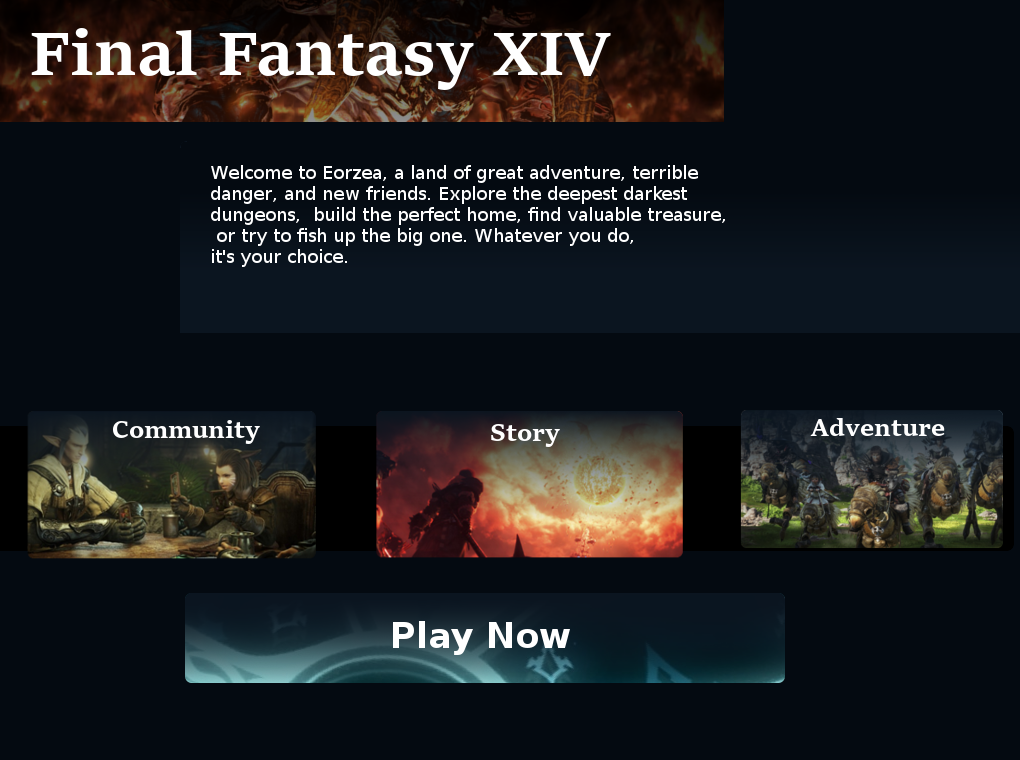 Final Fantasy XIV
Welcome to Eorzea, a land of great adventure, terrible
danger, and new friends. Explore the deepest darkest
dungeons,  build the perfect home, find valuable treasure,
 or try to fish up the big one. Whatever you do,
it's your choice.
Community
Story
Adventure
Play Now